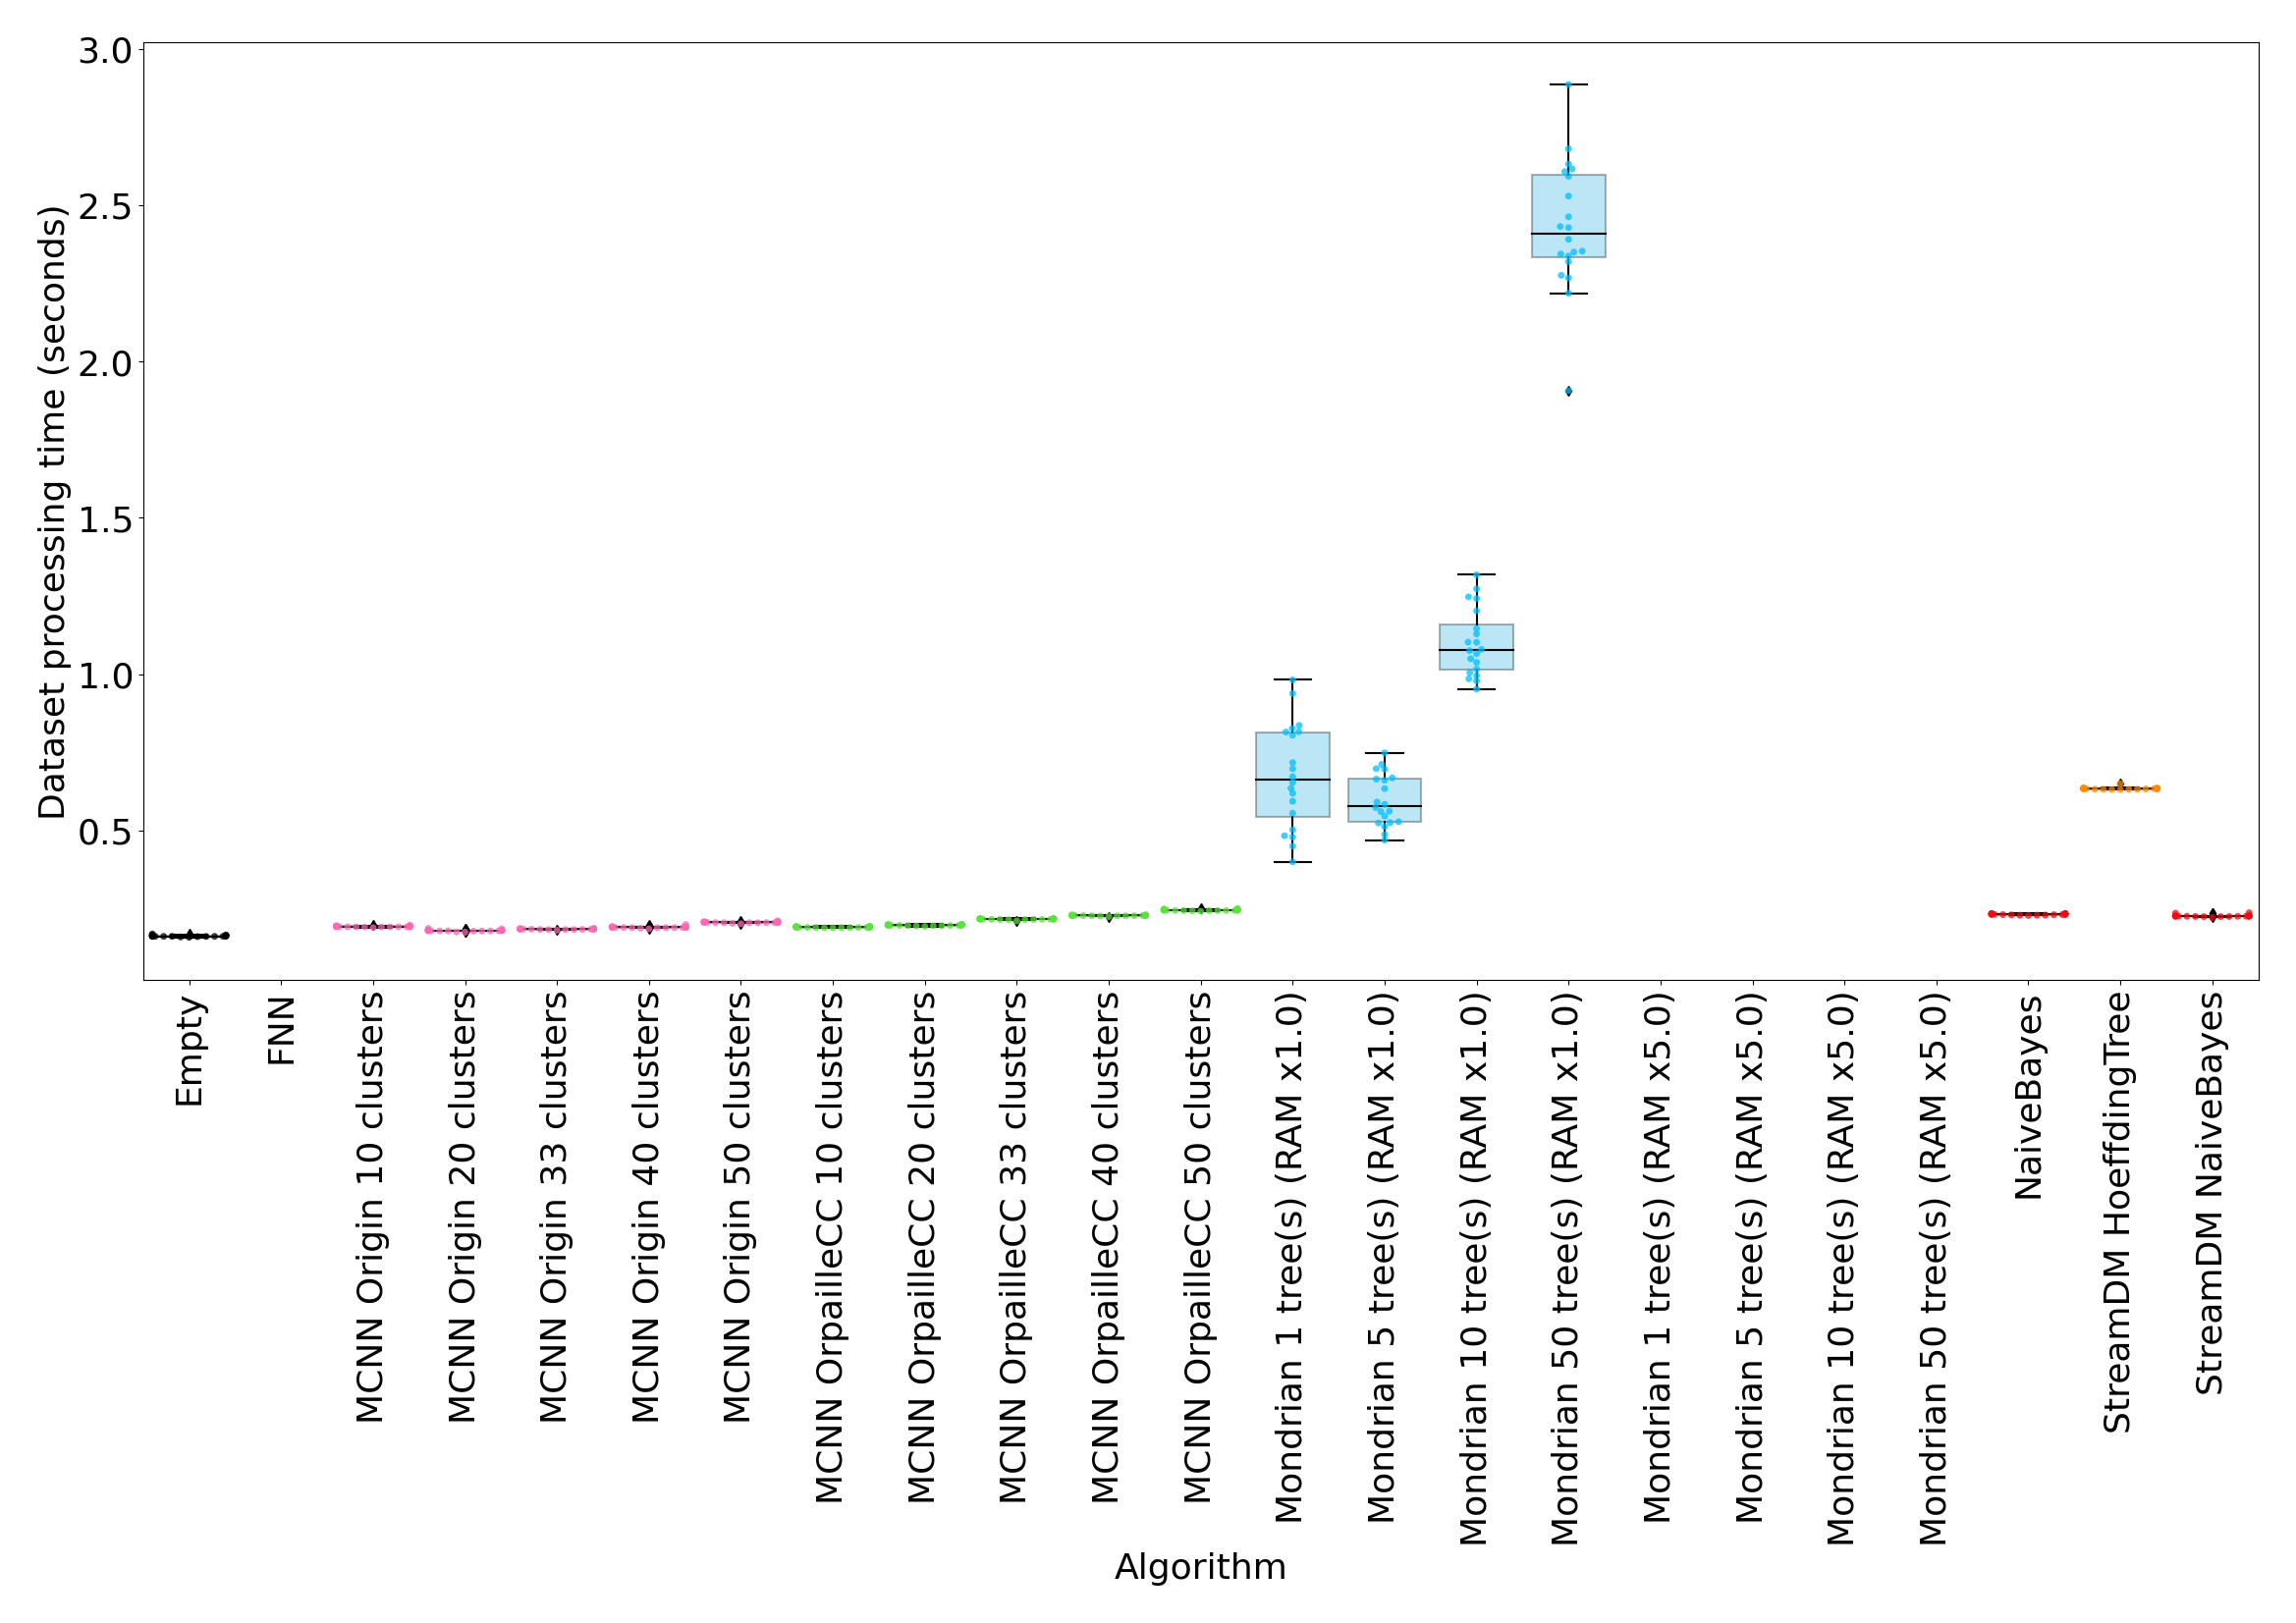 Dataset processing time (seconds)
3.0
2.5
2.0
1.5
1.0
0.5
Empty
FNN
MCNN Origin 10 clusters
MCNN Origin 20 clusters
MCNN Origin 33 clusters
MCNN Origin 40 clusters
MCNN Origin 50 clusters
MCNN OrpailleCC 10 clusters
MCNN OrpailleCC 20 clusters
MCNN OrpailleCC 33 clusters
MCNN OrpailleCC 40 clusters
MCNN OrpailleCC 50 clusters
Mondrian 1 tree(s) (RAM x1.0)
Mondrian 5 tree(s) (RAM x1.0)
Mondrian 10 tree(s) (RAM x1.0)
Mondrian 50 tree(s) (RAM x1.0)
Mondrian 1 tree(s) (RAM x5.0)
Mondrian 5 tree(s) (RAM x5.0)
Mondrian 10 tree(s) (RAM x5.0)
Mondrian 50 tree(s) (RAM x5.0)
NaiveBayes
StreamDM HoeffdingTree
StreamDM NaiveBayes
Algorithm